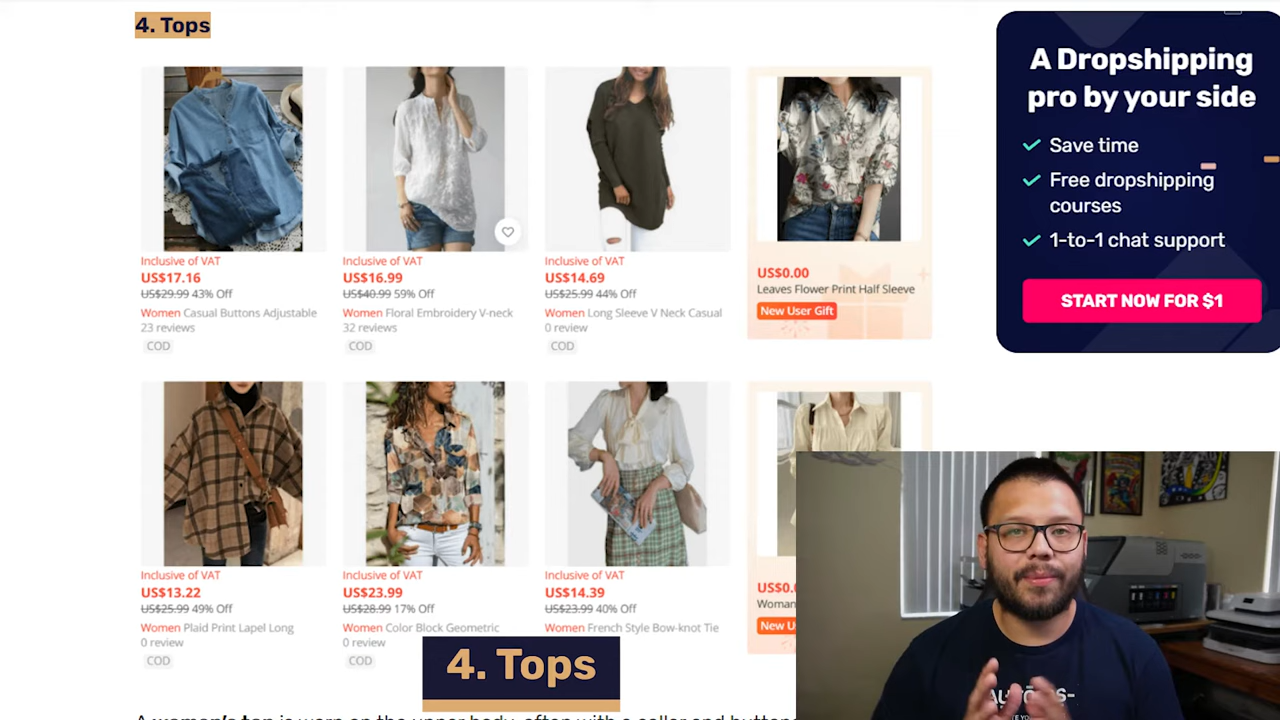 4. Tops
Inclusive of VAT
US$17.16
US$29.99 43% Off
Women Casual Buttons Adjustable
23 reviews
COD
Inclusive of VAT
US$16.99
US$40.99 59% Off
Women Floral Embroidery V-neck
32 reviews
COD
Inclusive of VAT
US$14.69
US$25.99 44% Off
Women Long Sleeve V Neck Casual
0 review
COD
US$0.00
Leaves Flower Print Half Sleeve
New User Gift
Inclusive of VAT
US$13.22
US$25.99 49% Off
Women Plaid Print Lapel Long
0 review
COD
Inclusive of VAT
US$23.99
US$28.99 17% Off
Women Color Block Geometric
0 review
COD
Inclusive of VAT
US$14.39
US$23.99 40% Off
Women French Style Bow-knot Tie
US$0.
Woman
New U
A Dropshipping
pro by your side
Save time
Free dropshipping
courses
1-to-1 chat support
START NOW FOR $1
4. Tops
A woman's top is worn on the upper body, often with a collar and buttons